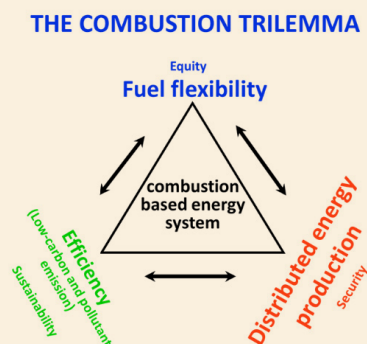 THE COMBUSTION TRILEMMA
Equity
Fuel flexibility
combustion
based energy
system
Efficiency
(Low-carbon and pollutant
emission)
Sustainability
Distributed energy
production
Security